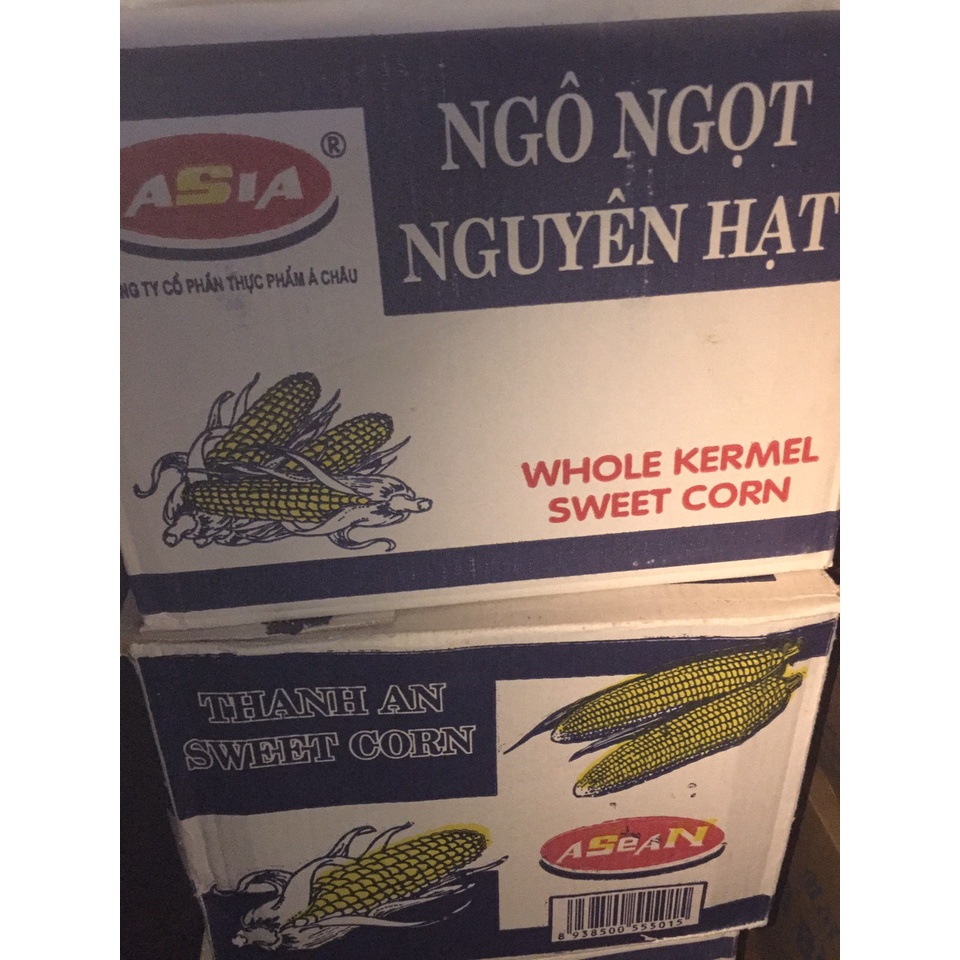 NGÔ NGỌT
NGUYÊN HẠT
ASIA ®
NG TY CỔ PHẦN THỰC PHẨM Á CHÂU
WHOLE KERMEL
SWEET CORN
THANH AN
SWEET CORN
ASEAN
8 938500 555015